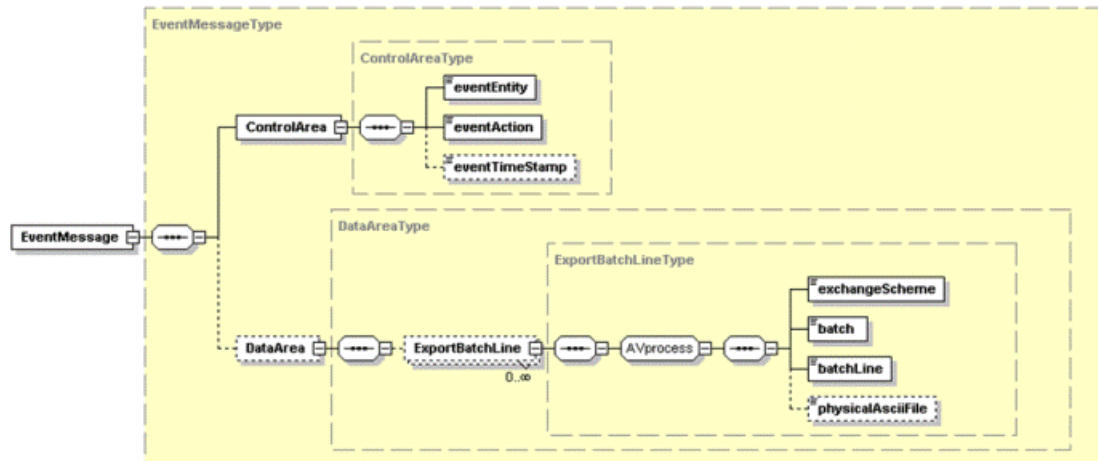 EventMessageType
ControlAreaType
eventEntity
ControlArea
eventAction
eventTimeStamp
EventMessage
DataAreaType
ExportBatchLineType
exchangeScheme
batch
DataArea
ExportBatchLine
AVprocess
batchLine
0..∞
physicalAsciiFile